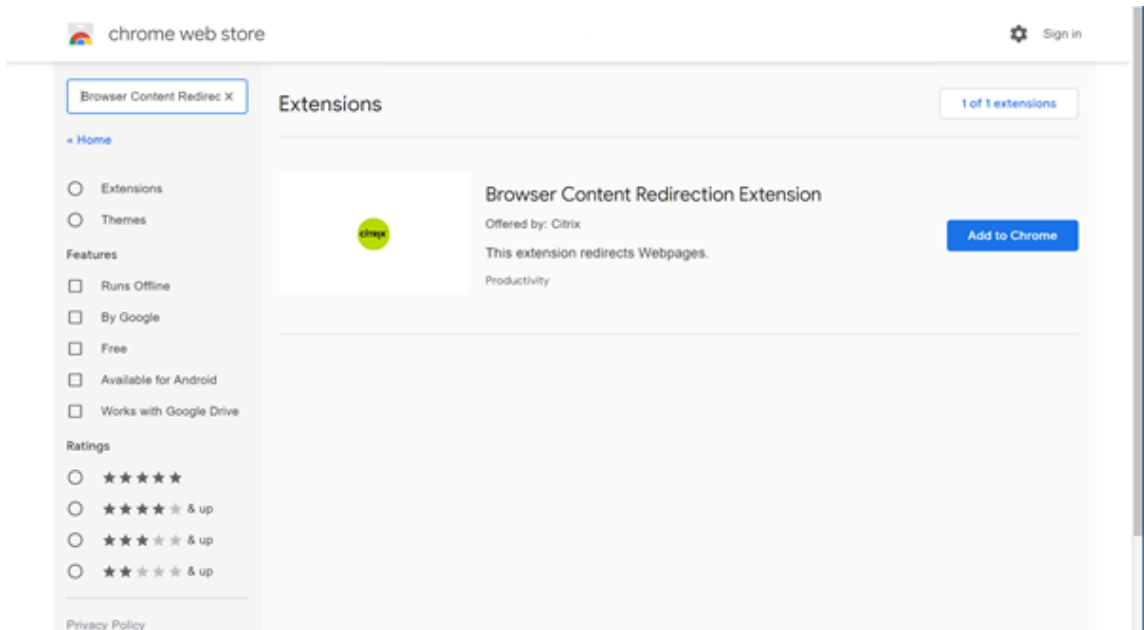 chrome web store
Sign in
Browser Content Redirec
« Home
Extensions
Themes
Features
Runs Offline
By Google
Free
Available for Android
Works with Google Drive
Ratings
& up
& up
& up
Privacy Policy
Extensions
1 of 1 extensions
citrix
Browser Content Redirection Extension
Offered by: Citrix
This extension redirects Webpages.
Productivity
Add to Chrome